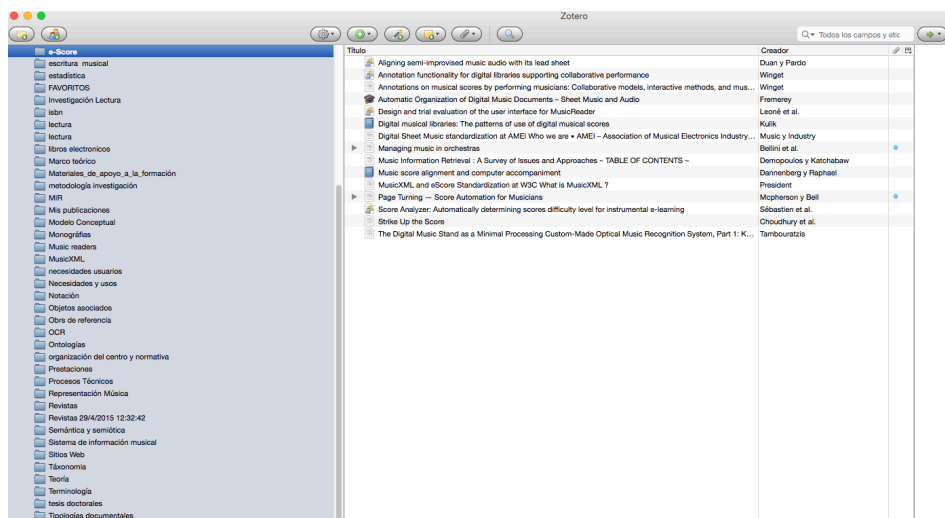 Zotero
Todos los campos y etic
e-Score
escritura musical
estadística
FAVORITOS
Investigación Lectura
isbn
lectura
lectura
libros electronicos
Marco teórico
Materiales_de_apoyo_a_la_formación
metodología investigación
MIR
Mis publicaciones
Modelo Conceptual
Monográfias
Music readers
MusicXML
necesidades usuarios
Necesidades y usos
Notación
Objetos asociados
Obrs de referencia
OCR
Ontologías
organización del centro y normativa
Prestaciones
Procesos Técnicos
Representación Música
Revistas
Revistas 29/4/2015 12:32:42
Semántica y semiótica
Sistema de información musical
Sitios Web
Táxonomia
Teoría
Terminología
tesis doctorales
Tipologías documentales
Título Creador
Aligning semi-improvised music audio with its lead sheet Duan y Pardo
Annotation functionality for digital libraries supporting collaborative performance Winget
Annotations on musical scores by performing musicians: Collaborative models, interactive methods, and mus... Winget
Automatic Organization of Digital Music Documents – Sheet Music and Audio Fremerey
Design and trial evaluation of the user interface for MusicReader Leoné et al.
Digital musical libraries: The patterns of use of digital musical scores Kulik
Digital Sheet Music standardization at AMEI Who we are • AMEI – Association of Musical Electronics Industry... Music y Industry
Managing music in orchestras Bellini et al.
Music Information Retrieval : A Survey of Issues and Approaches ~ TABLE OF CONTENTS ~ Demopoulos y Katchabaw
Music score alignment and computer accompaniment Dannenberg y Raphael
MusicXML and eScore Standardization at W3C What is MusicXML ? President
Page Turning — Score Automation for Musicians Mcpherson y Bell
Score Analyzer: Automatically determining scores difficulty level for instrumental e-learning Sébastien et al.
Strike Up the Score Choudhury et al.
The Digital Music Stand as a Minimal Processing Custom-Made Optical Music Recognition System, Part 1: K... Tambouratzis